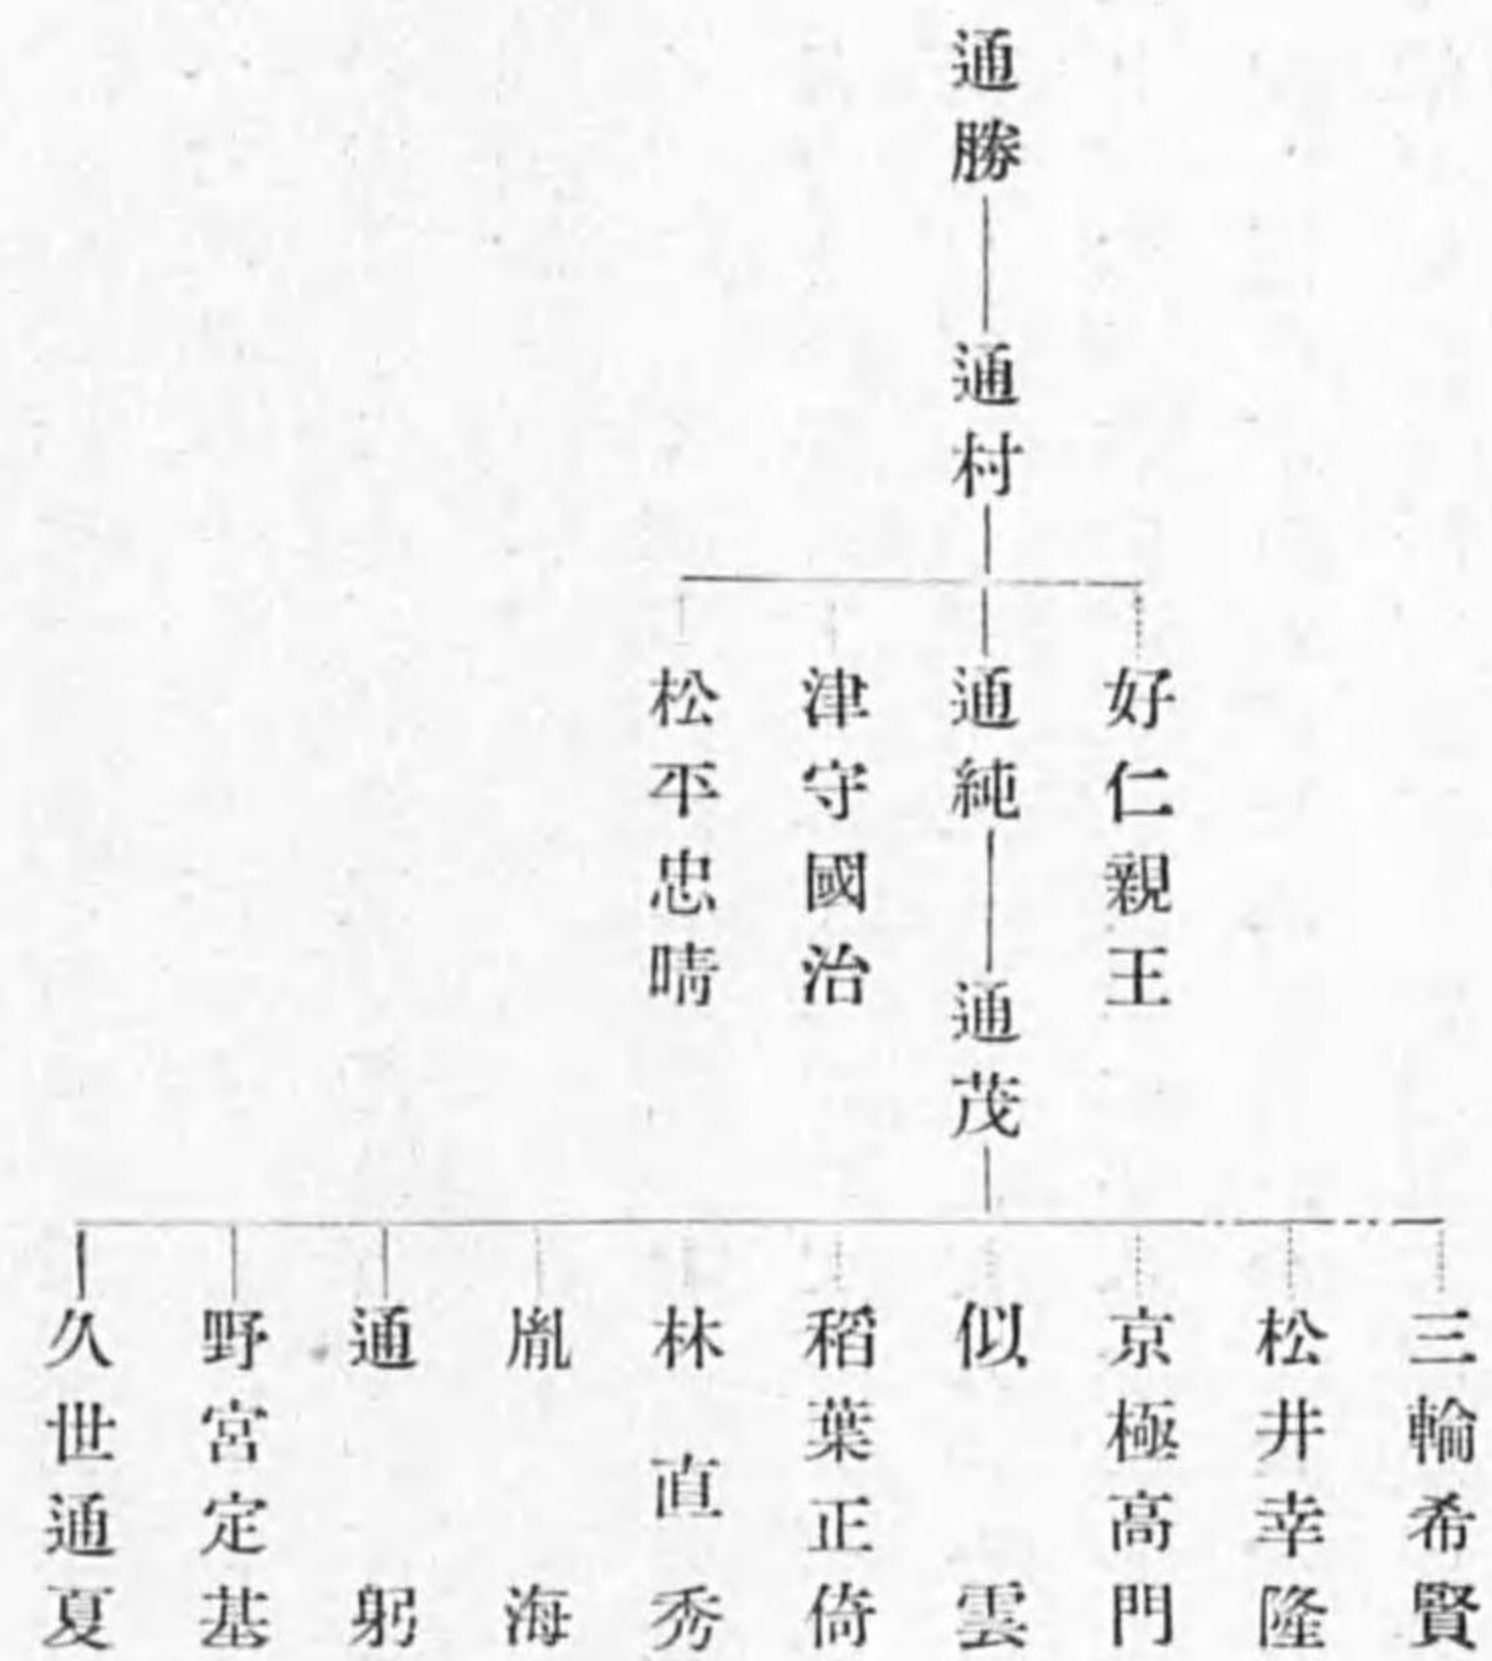 通勝
通村
好仁親王
通純
津守國治
松平忠晴
通茂
三輪希賢
松井幸隆
京極高門
似雲
稻葉正倚
林直秀
胤海
通躬
野宮定基
久世通夏